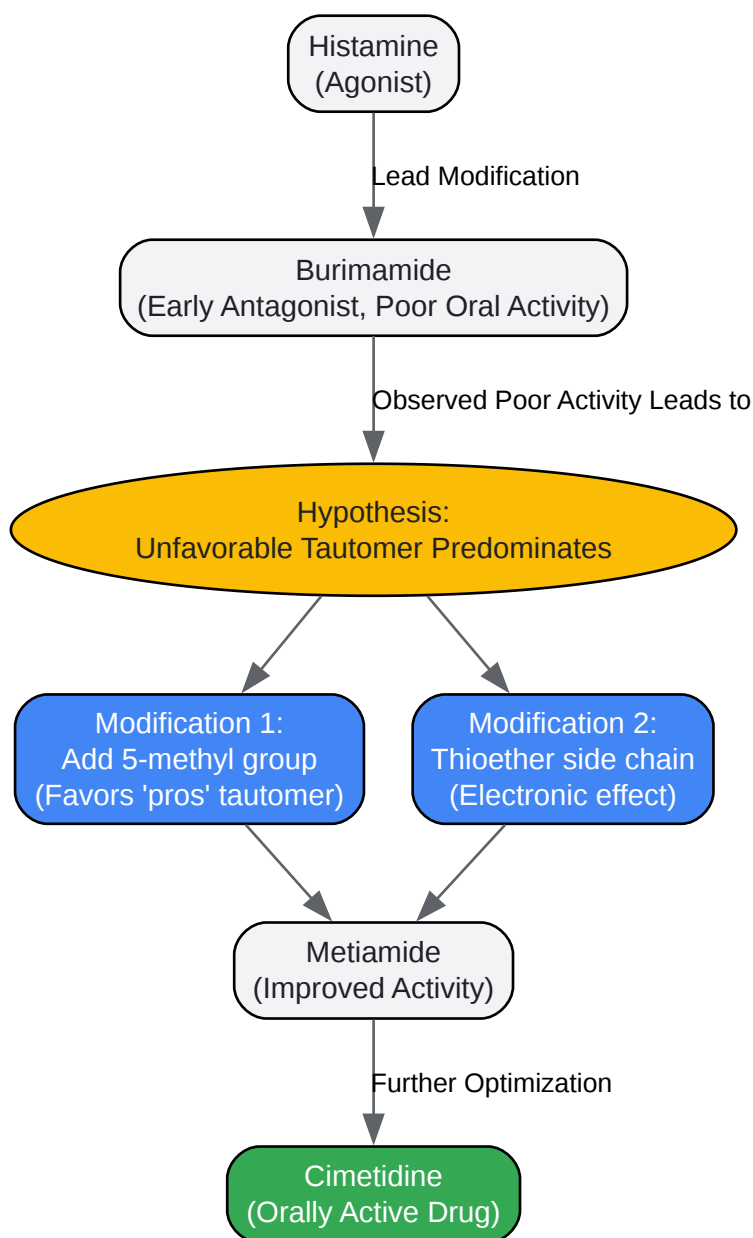 Histamine
(Agonist)
Lead Modification
Burimamide
(Early Antagonist, Poor Oral Activity)
Observed Poor Activity Leads to
Hypothesis:
Unfavorable Tautomer Predominates
Modification 1:
Add 5-methyl group
(Favors 'pros' tautomer)
Modification 2:
Thioether side chain
(Electronic effect)
Metiamide
(Improved Activity)
Further Optimization
Cimetidine
(Orally Active Drug)